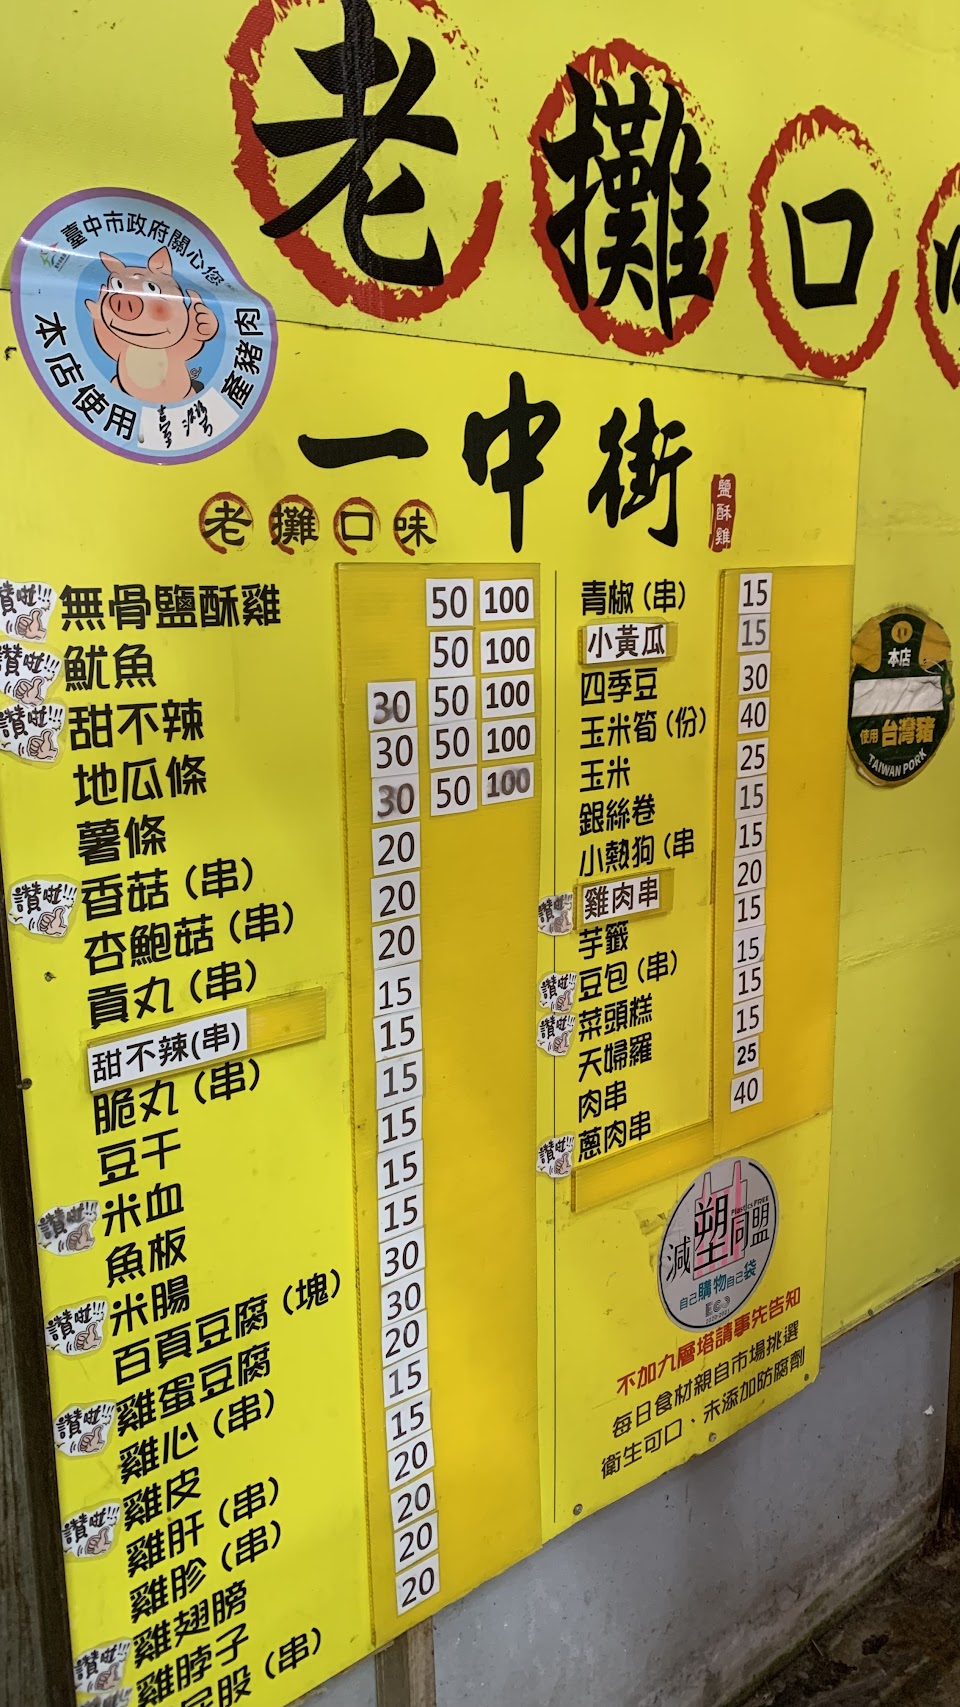 老攤口味
臺中市政府關心您
本店使用
臺灣
產豬肉
一中街
老攤口味
鹽酥雞
讚啦!!! 無骨鹽酥雞 50 100
讚啦!!! 魷魚 50 100
讚啦!!! 甜不辣 30 50 100
地瓜條 30 50 100
薯條 30 50 100
讚啦!!! 香菇(串) 20
杏鮑菇(串) 20
貢丸(串) 20
甜不辣(串) 15
脆丸(串) 15
豆干 15
讚啦!!! 米血 15
魚板 15
讚啦!!! 米腸 15
百頁豆腐(塊) 30
讚啦!!! 雞蛋豆腐 30
雞心(串) 20
雞皮 15
讚啦!!! 雞肝(串) 15
雞胗(串) 20
雞翅膀 20
讚啦!!! 雞脖子 20
屁股(串) 20
青椒(串) 15
小黃瓜 15
四季豆 30
玉米筍(份) 40
玉米 25
銀絲卷 15
小熱狗(串 15
讚啦!!! 雞肉串 20
芋籤 15
讚啦!!! 豆包(串) 15
讚啦!!! 菜頭糕 15
天婦羅 15
肉串 25
讚啦!!! 蔥肉串 40
本店
使用台灣豬
TAIWAN PORK
Plastics FREE
減塑同盟
自己購物自己袋
ECO
不加九層塔請事先告知
每日食材親自市場挑選
衛生可口、未添加防腐劑